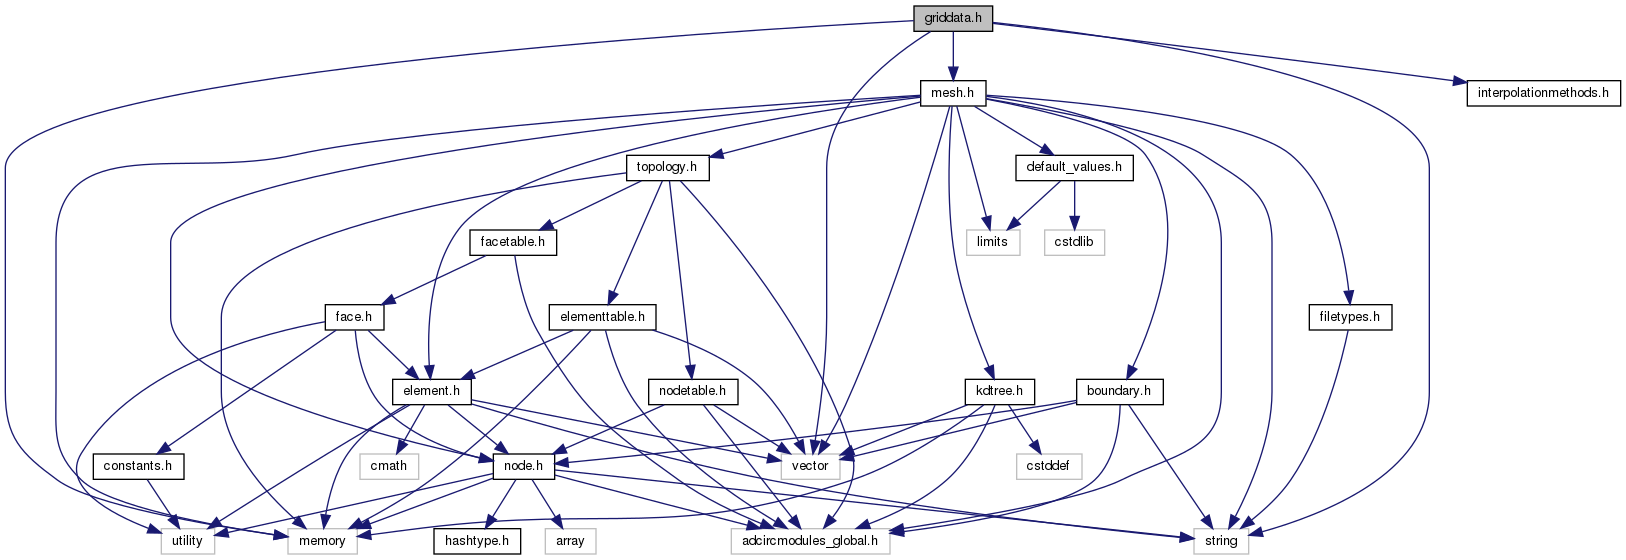 griddata.h
mesh.h
interpolationmethods.h
topology.h
default_values.h
facetable.h
limits
cstdlib
face.h
elementtable.h
filetypes.h
element.h
nodetable.h
kdtree.h
boundary.h
constants.h
cmath
node.h
vector
cstddef
utility
memory
hashtype.h
array
adcircmodules_global.h
string